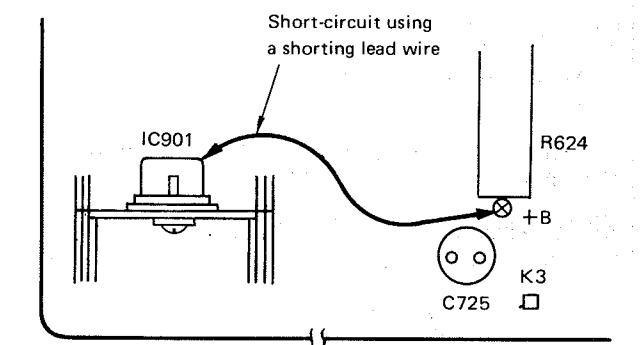 Short-circuit using
a shorting lead wire
IC901
R624
+B
K3
C725